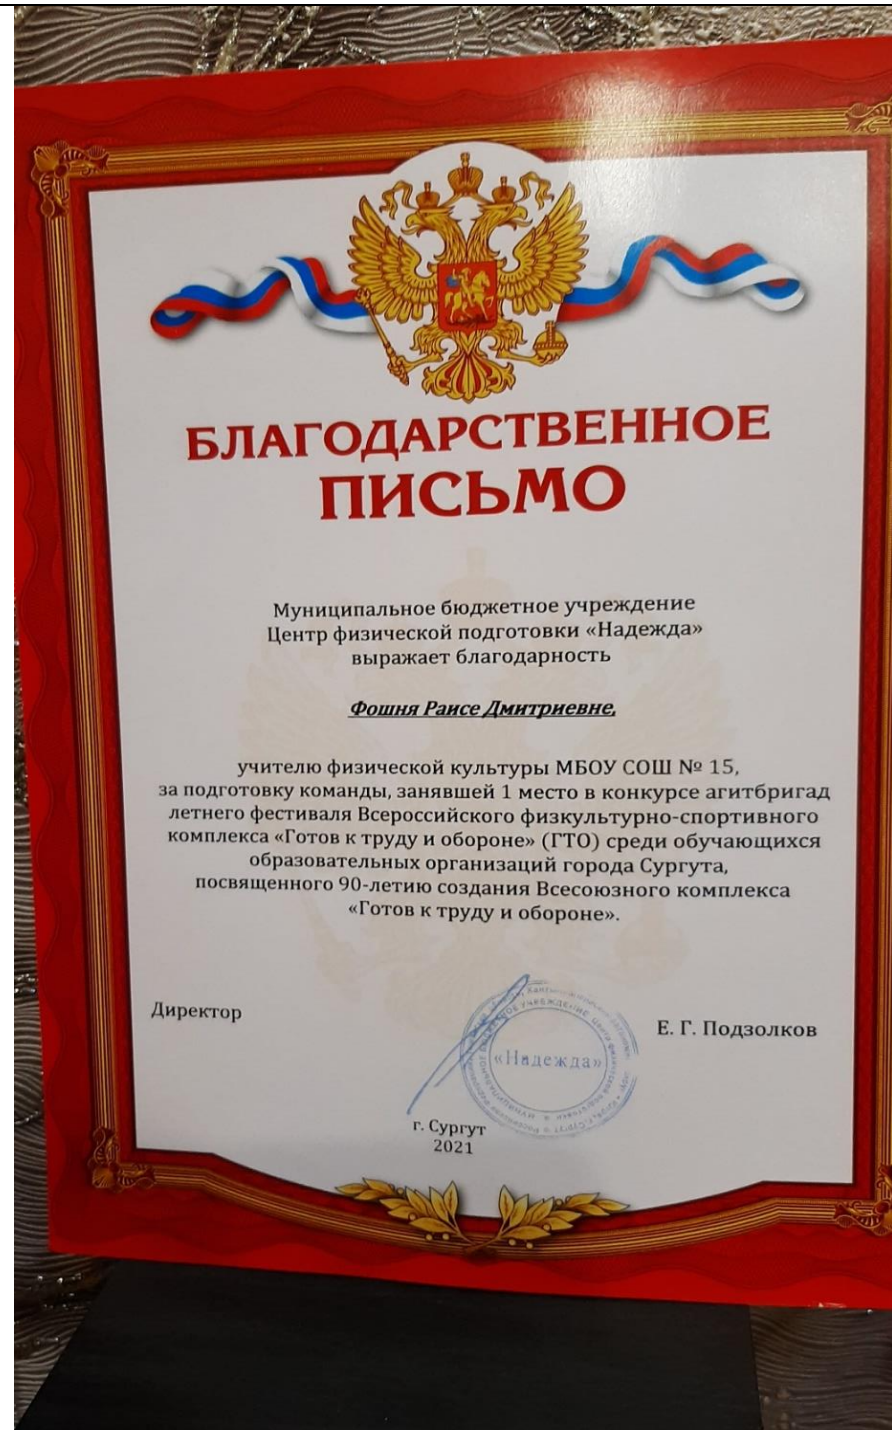 БЛАГОДАРСТВЕННОЕ
ПИСЬМО
Муниципальное бюджетное учреждение
Центр физической подготовки «Надежда»
выражает благодарность
Фошня Раисе Дмитриевне,
учителю физической культуры МБОУ СОШ № 15,
за подготовку команды, занявшей 1 место в конкурсе агитбригад
летнего фестиваля Всероссийского физкультурно-спортивного
комплекса «Готов к труду и обороне» (ГТО) среди обучающихся
образовательных организаций города Сургута,
посвященного 90-летию создания Всесоюзного комплекса
«Готов к труду и обороне».
Директор
«Надежда»
Е. Г. Подзолков
г. Сургут
2021